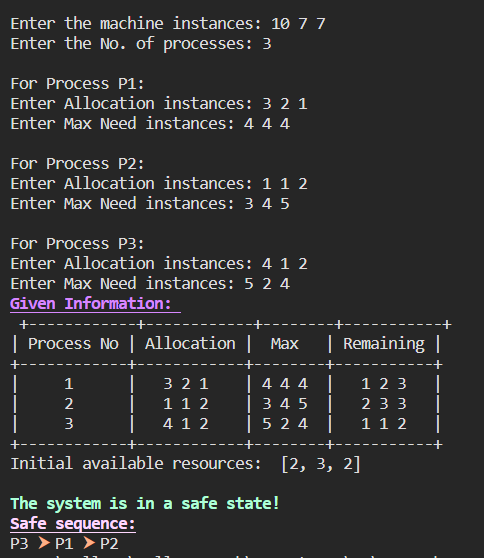 Enter the machine instances: 10 7 7
Enter the No. of processes: 3
For Process P1:
Enter Allocation instances: 3 2 1
Enter Max Need instances: 4 4 4
For Process P2:
Enter Allocation instances: 1 1 2
Enter Max Need instances: 3 4 5
For Process P3:
Enter Allocation instances: 4 1 2
Enter Max Need instances: 5 2 4
Given Information:
+------------+------------+--------+-----------+
| Process No | Allocation |  Max   | Remaining |
+------------+------------+--------+-----------+
|     1      |   3 2 1    | 4 4 4  |   1 2 3   |
|     2      |   1 1 2    | 3 4 5  |   2 3 3   |
|     3      |   4 1 2    | 5 2 4  |   1 1 2   |
+------------+------------+--------+-----------+
Initial available resources:  [2, 3, 2]
The system is in a safe state!
Safe sequence:
P3 ➤ P1 ➤ P2